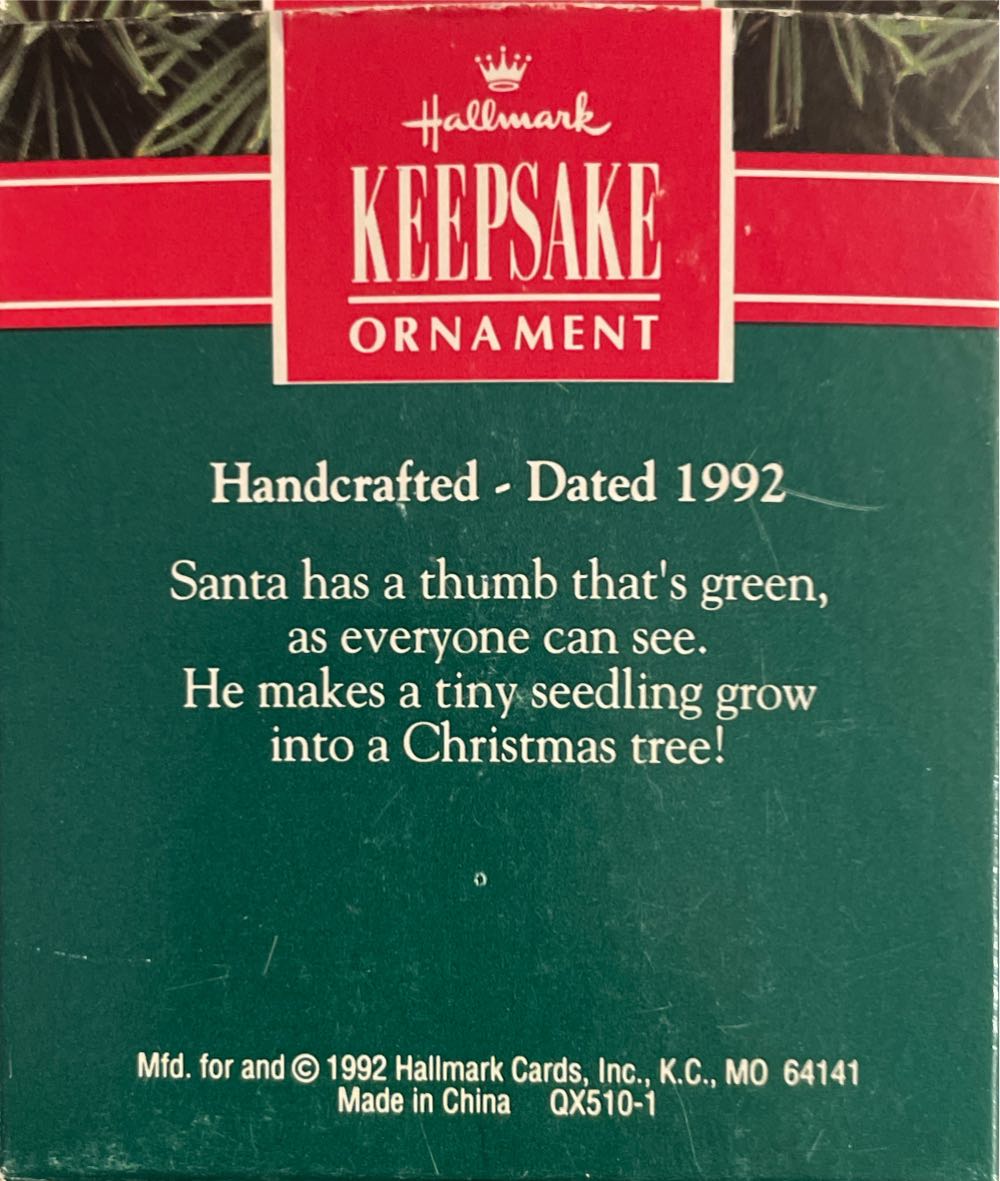 Hallmark
KEEPSAKE
ORNAMENT
Handcrafted - Dated 1992
Santa has a thumb that's green,
as everyone can see.
He makes a tiny seedling grow
into a Christmas tree!
Mfd. for and © 1992 Hallmark Cards, Inc., K.C., MO 64141
Made in China QX510-1